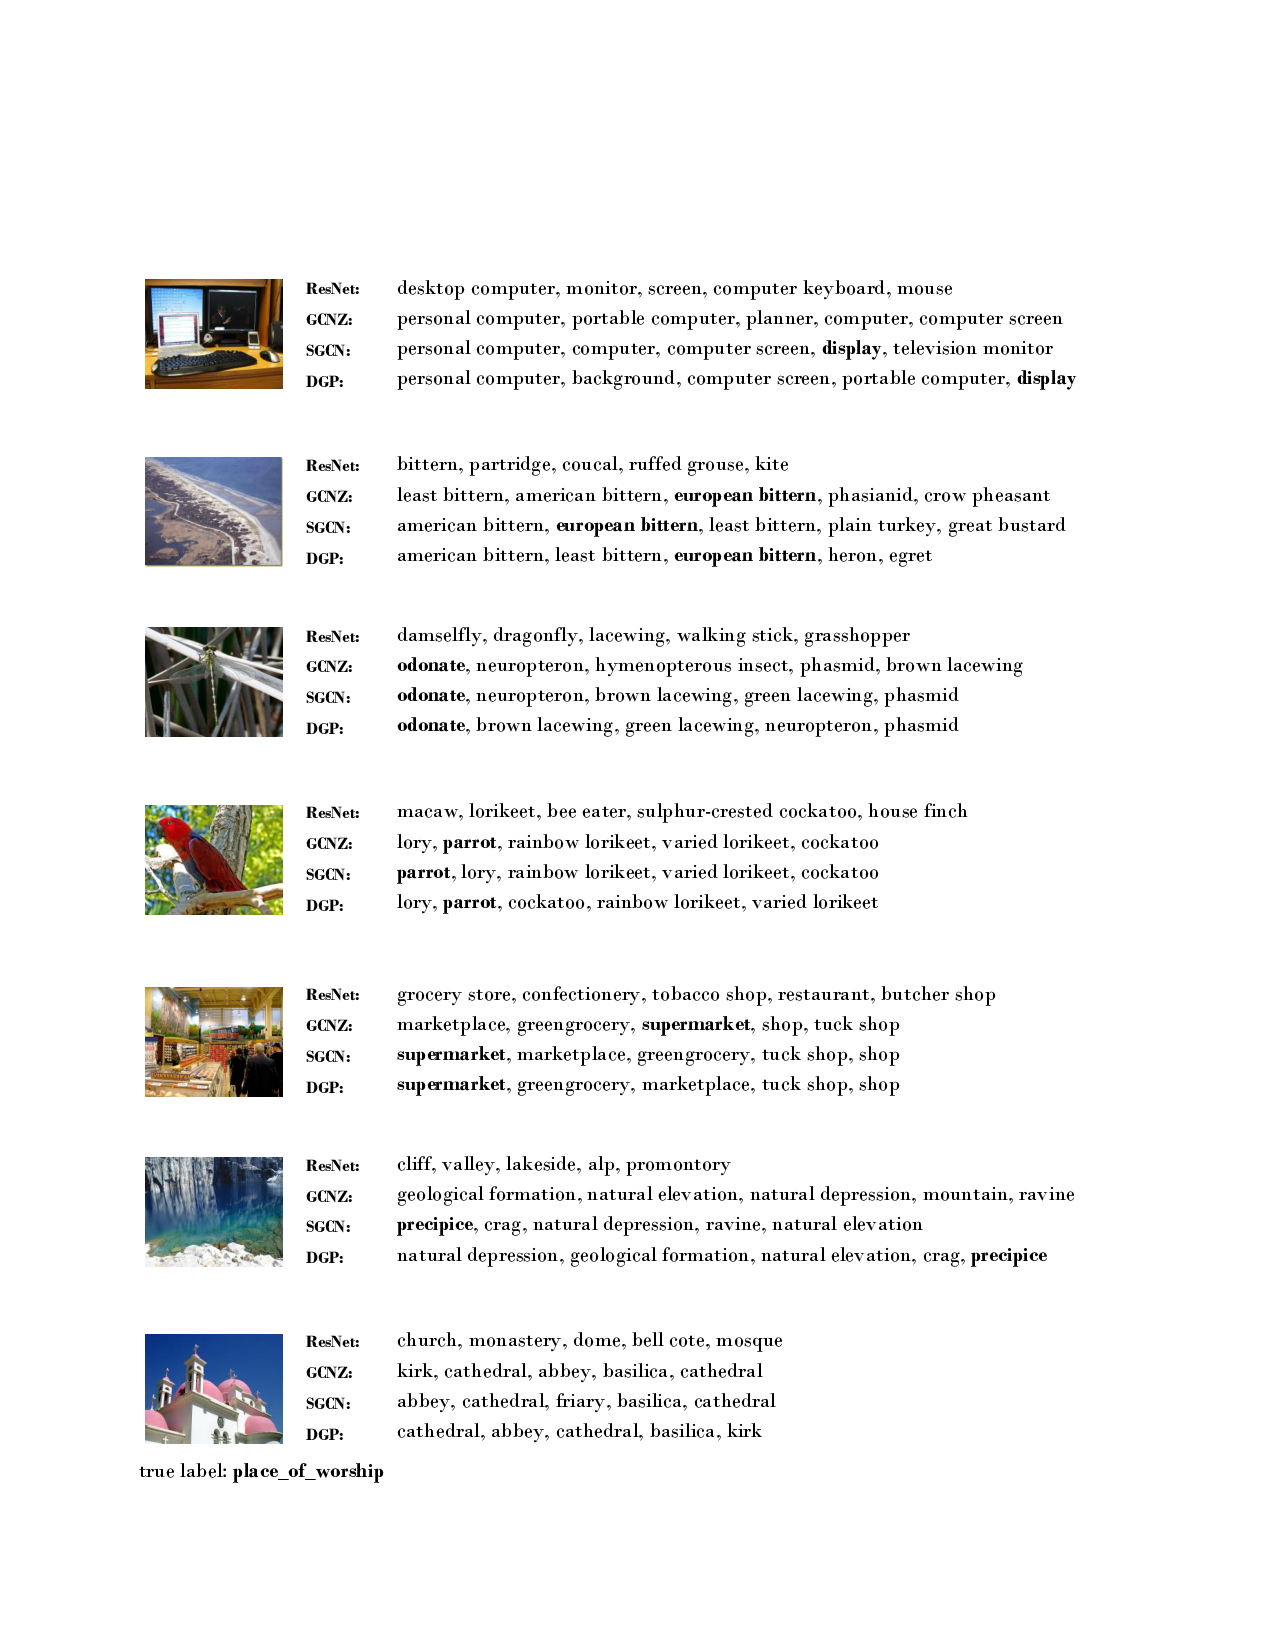 ResNet: desktop computer, monitor, screen, computer keyboard, mouse
GCNZ: personal computer, portable computer, planner, computer, computer screen
SGCN: personal computer, computer, computer screen, display, television monitor
DGP: personal computer, background, computer screen, portable computer, display
ResNet: bittern, partridge, coucal, ruffed grouse, kite
GCNZ: least bittern, american bittern, european bittern, phasianid, crow pheasant
SGCN: american bittern, european bittern, least bittern, plain turkey, great bustard
DGP: american bittern, least bittern, european bittern, heron, egret
ResNet: damselfly, dragonfly, lacewing, walking stick, grasshopper
GCNZ: odonate, neuropteron, hymenopterous insect, phasmid, brown lacewing
SGCN: odonate, neuropteron, brown lacewing, green lacewing, phasmid
DGP: odonate, brown lacewing, green lacewing, neuropteron, phasmid
ResNet: macaw, lorikeet, bee eater, sulphur-crested cockatoo, house finch
GCNZ: lory, parrot, rainbow lorikeet, varied lorikeet, cockatoo
SGCN: parrot, lory, rainbow lorikeet, varied lorikeet, cockatoo
DGP: lory, parrot, cockatoo, rainbow lorikeet, varied lorikeet
ResNet: grocery store, confectionery, tobacco shop, restaurant, butcher shop
GCNZ: marketplace, greengrocery, supermarket, shop, tuck shop
SGCN: supermarket, marketplace, greengrocery, tuck shop, shop
DGP: supermarket, greengrocery, marketplace, tuck shop, shop
ResNet: cliff, valley, lakeside, alp, promontory
GCNZ: geological formation, natural elevation, natural depression, mountain, ravine
SGCN: precipice, crag, natural depression, ravine, natural elevation
DGP: natural depression, geological formation, natural elevation, crag, precipice
ResNet: church, monastery, dome, bell cote, mosque
GCNZ: kirk, cathedral, abbey, basilica, cathedral
SGCN: abbey, cathedral, friary, basilica, cathedral
DGP: cathedral, abbey, cathedral, basilica, kirk
true label: place_of_worship